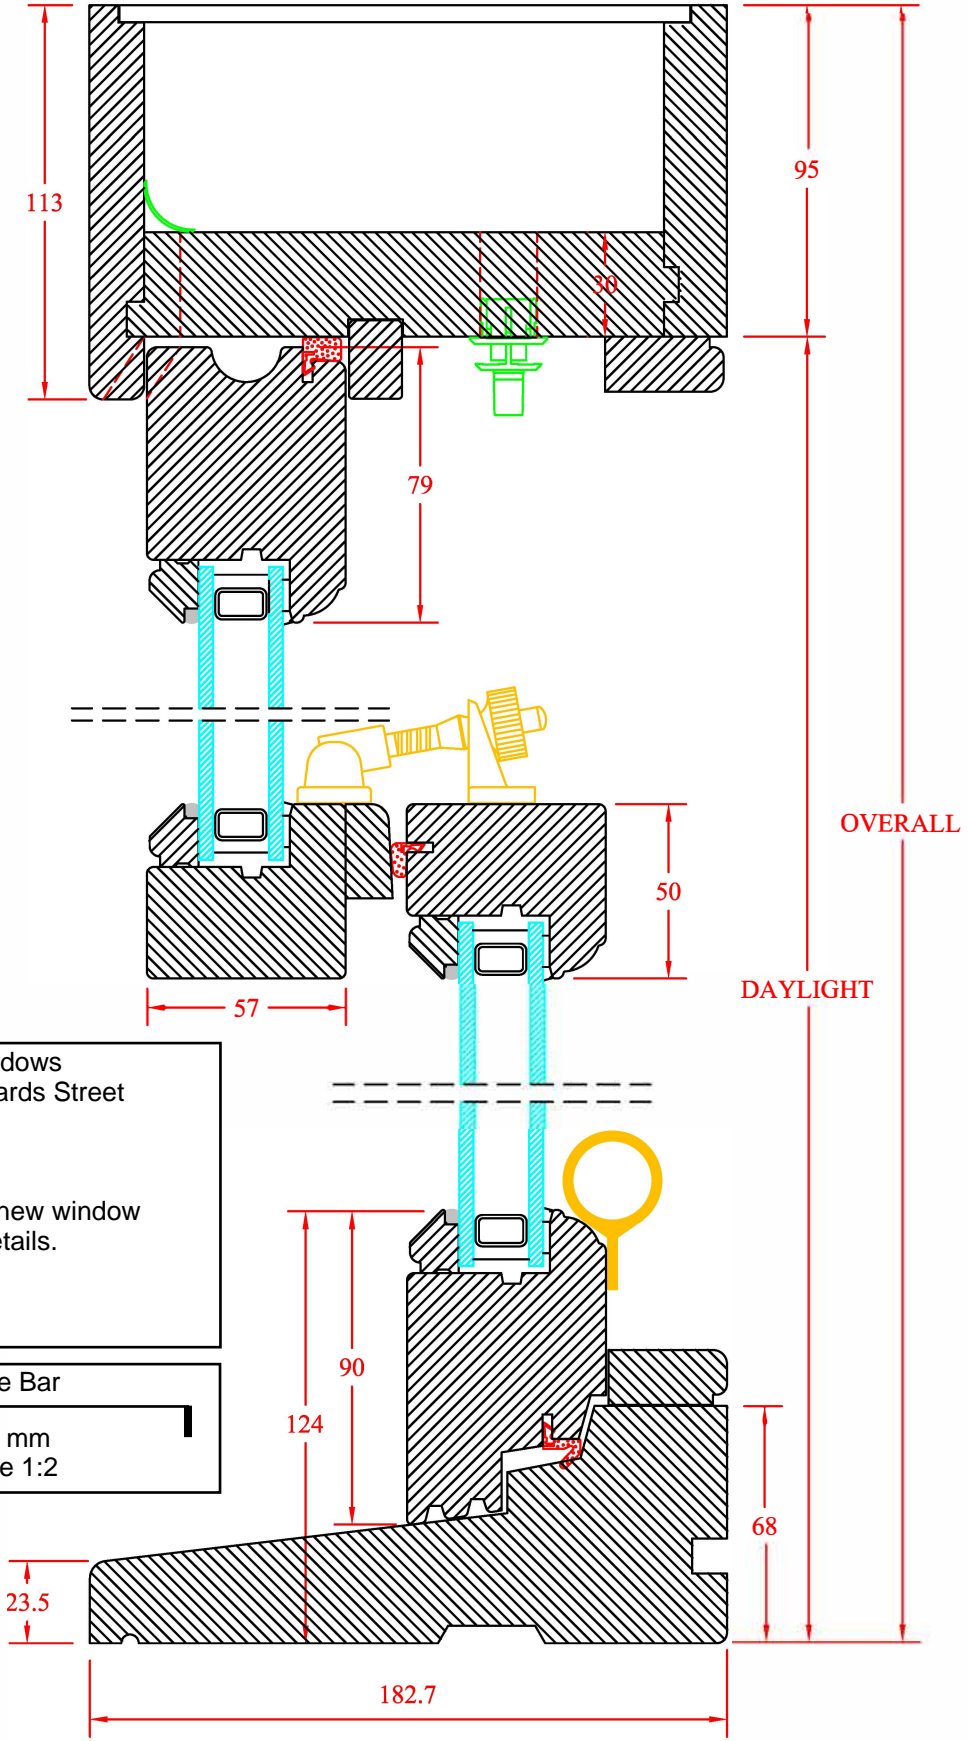 113
95
30
79
OVERALL
50
DAYLIGHT
57
dows
ards Street
new window
etails.
e Bar
mm
e 1:2
90
124
68
23.5
182.7